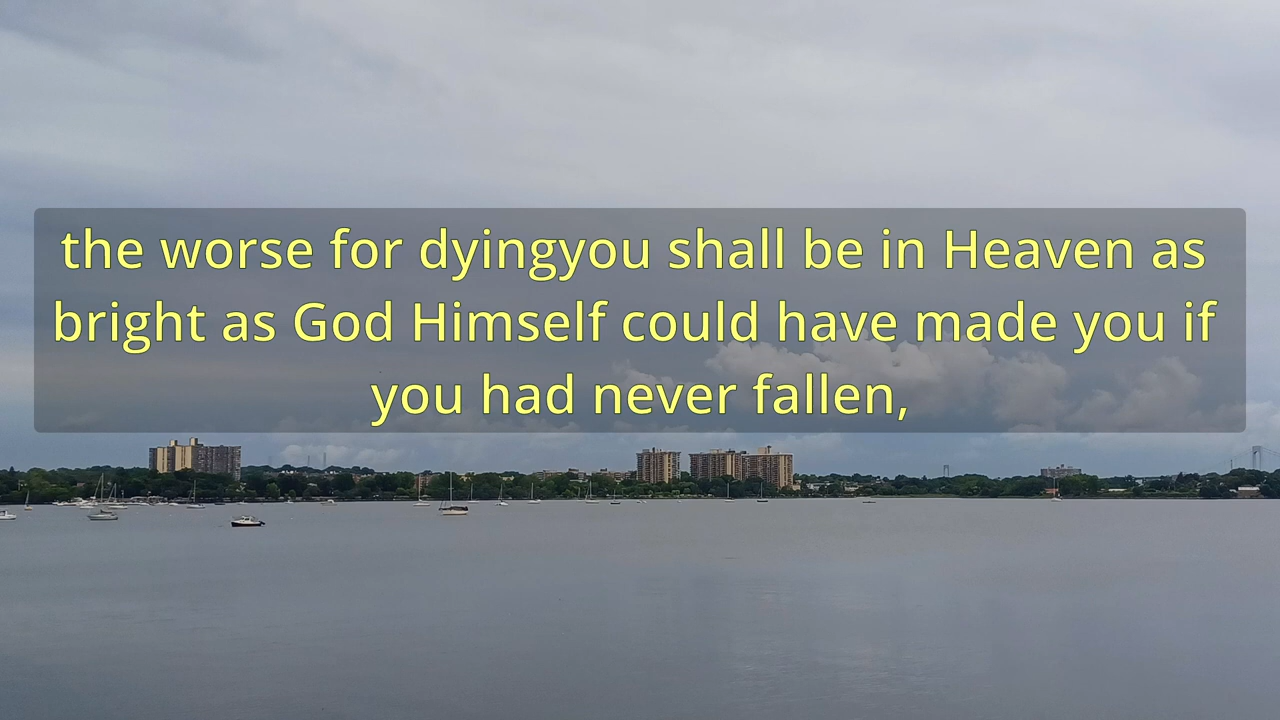 the worse for dyingyou shall be in Heaven as
bright as God Himself could have made you if
you had never fallen,